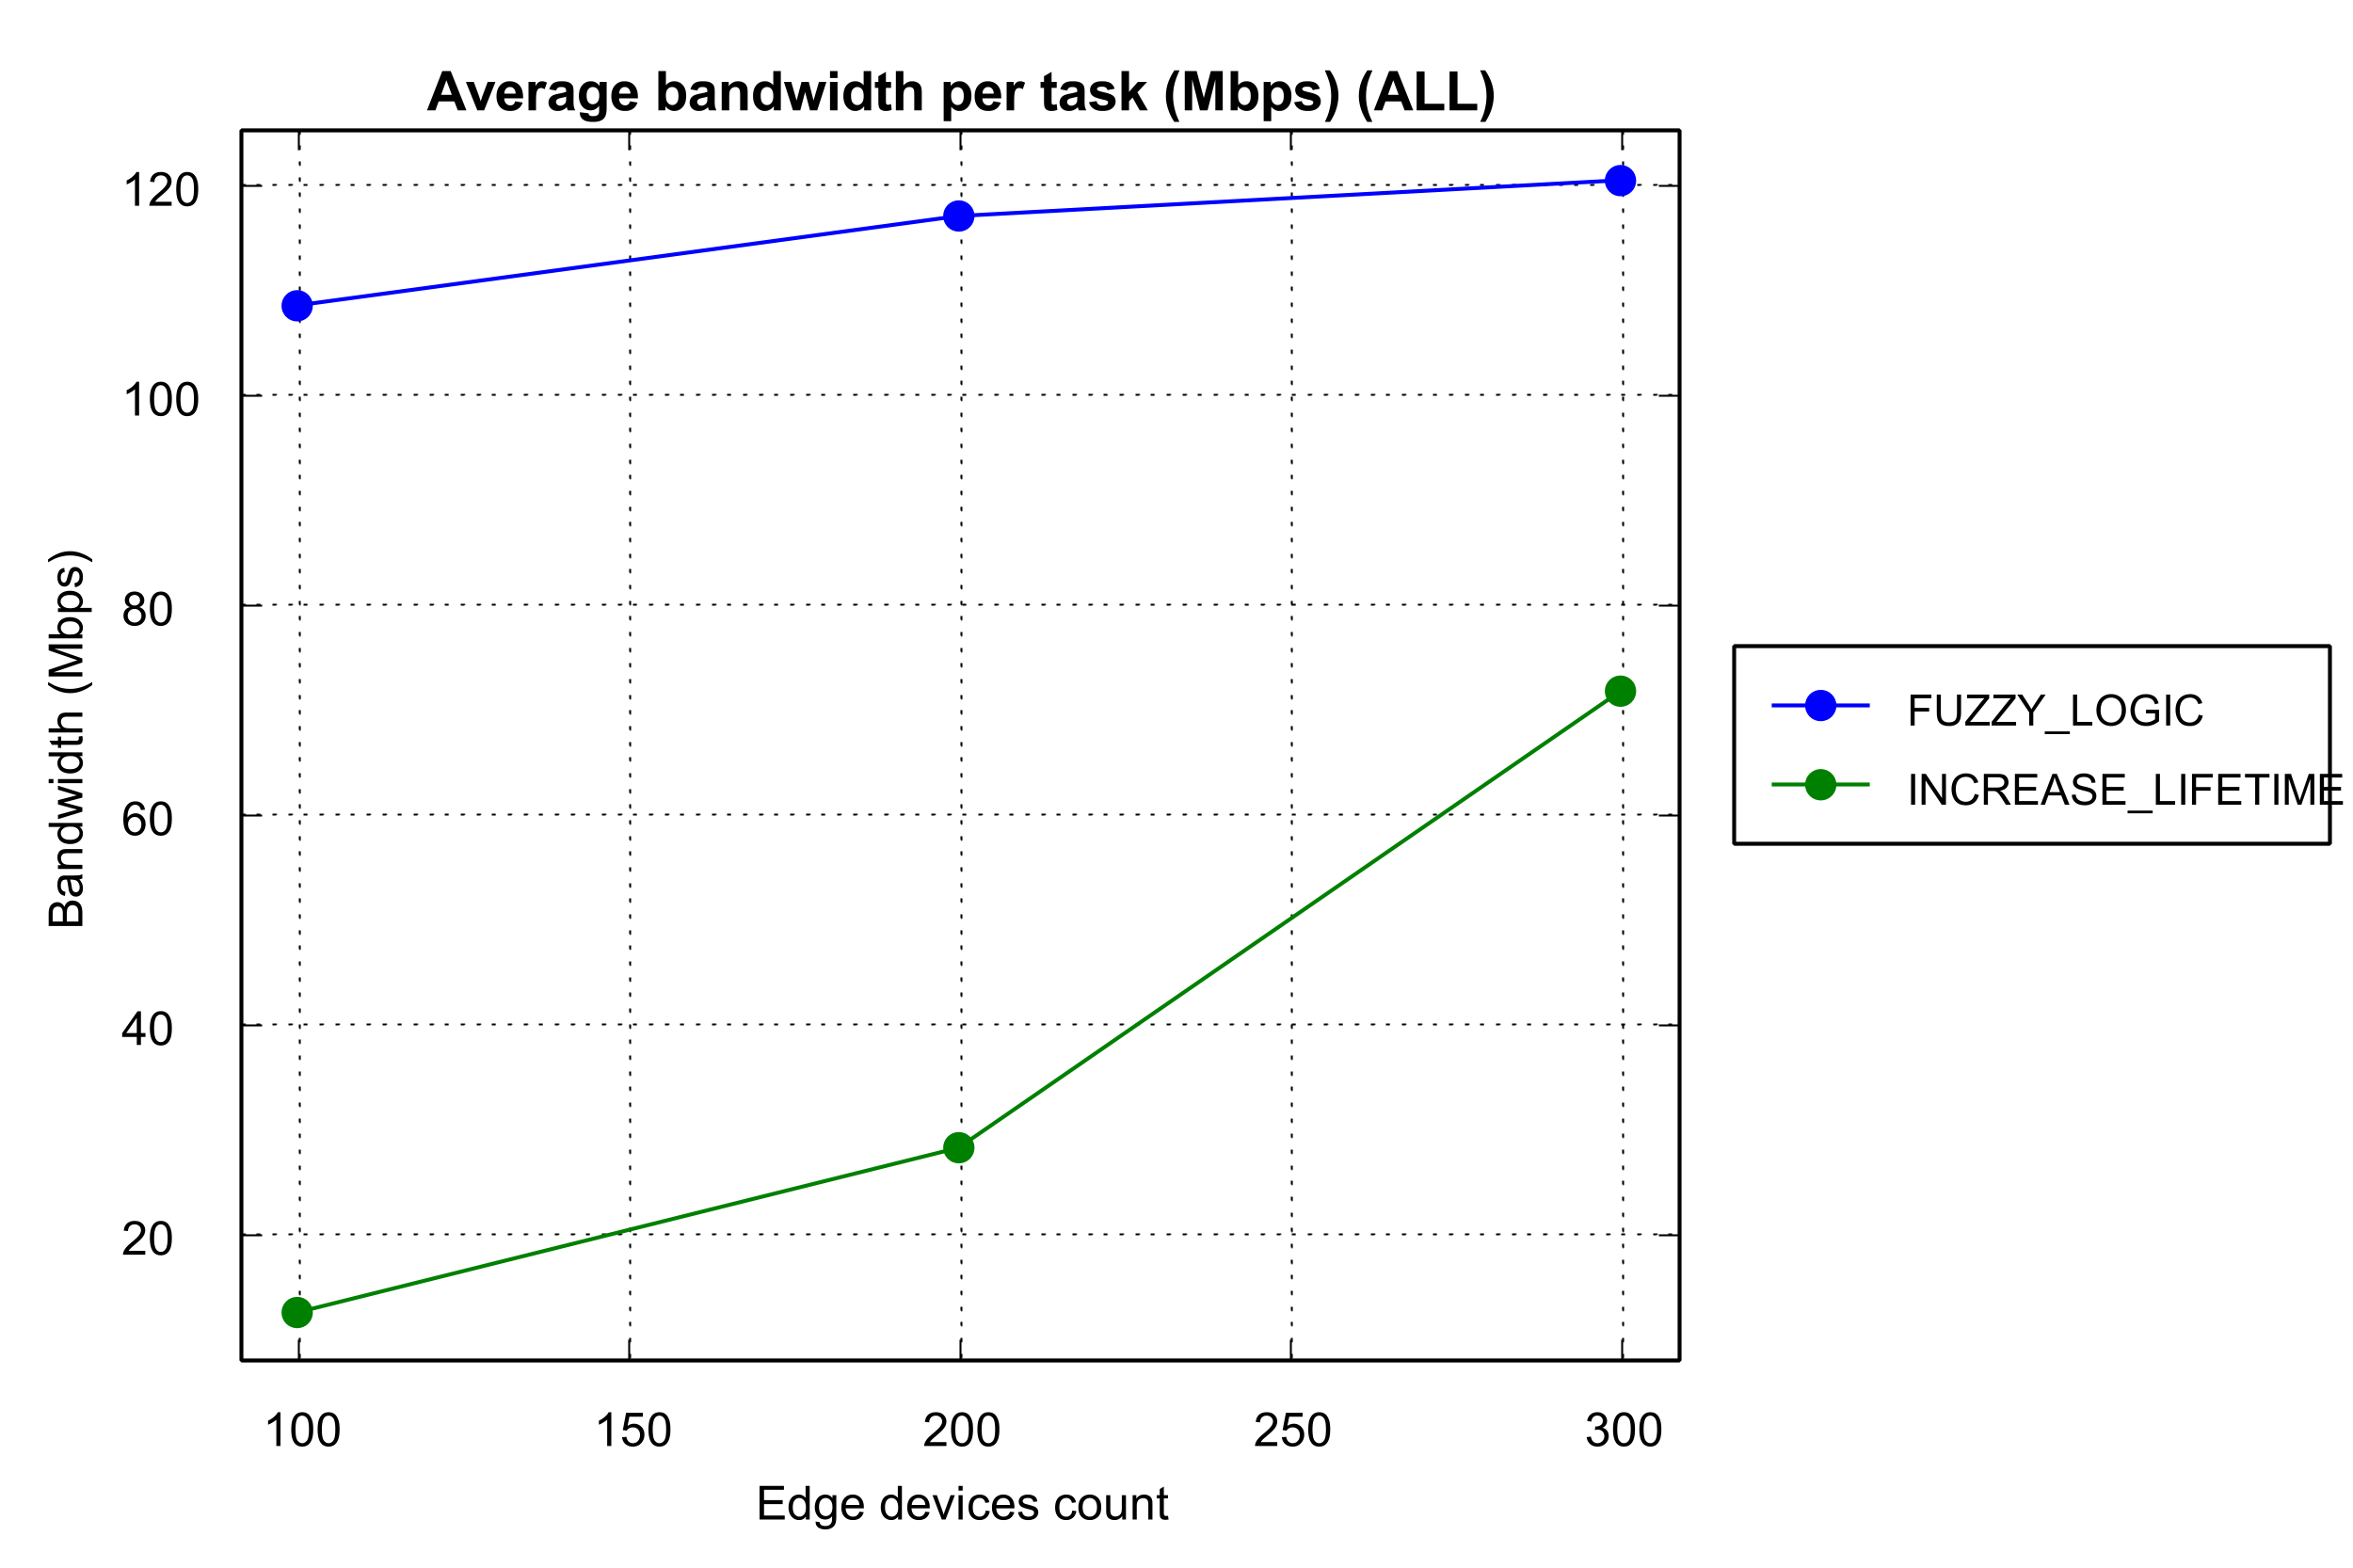 Average bandwidth per task (Mbps) (ALL)
120
100
80
60
40
20
Bandwidth (Mbps)
100 150 200 250 300
Edge devices count
FUZZY_LOGIC
INCREASE_LIFETIME